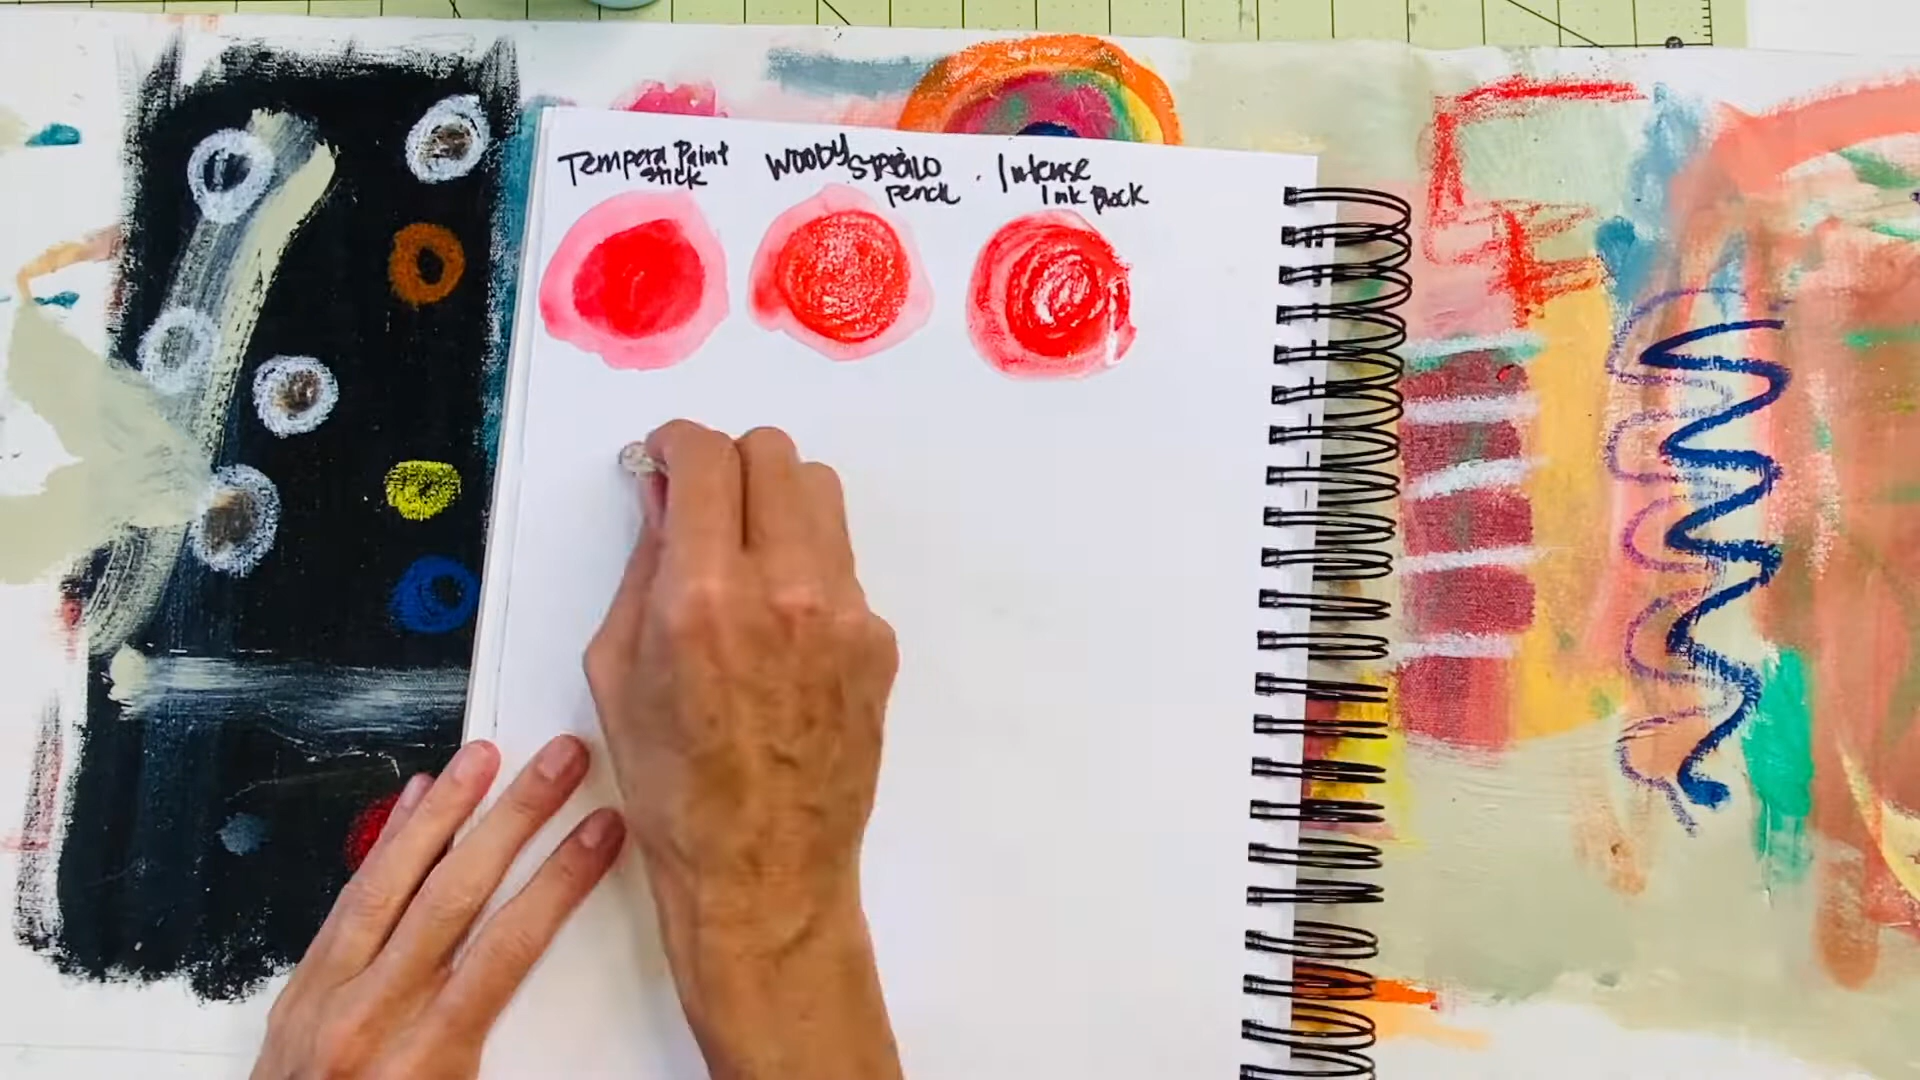 Tempera Paint
stick
WOODY STABILO
pencil
Intense
Ink Block